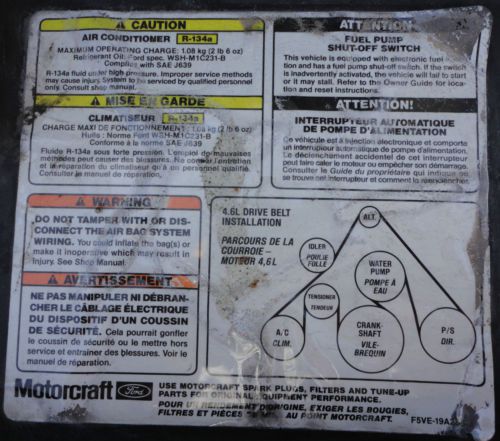 CAUTION
AIR CONDITIONER R-134a
MAXIMUM OPERATING CHARGE: 1.08 kg (2 lb 6 oz)
Refrigerant Oil: Ford spec. WSH-M1C231-B
Complies with SAE J639
R-134a fluid under high pressure. Improper service methods
may cause injury. System to be serviced by qualified personnel
only. Consult shop manual.
MISE EN GARDE
CLIMATISEUR R-134a
CHARGE MAXI DE FONCTIONNEMENT: 1,08 kg (2 lb 6 oz)
Huile: Norme Ford WSH-M1C231-B
Conforme à la norme SAE J639
Fluide R-134a sous forte pression. L'emploi de mauvaises
méthodes peut causer des blessures. Ne confier l'entretien
et la réparation du climatiseur qu'à un personnel qualifié.
Consulter le manuel de réparation.
ATTENTION
FUEL PUMP
SHUT-OFF SWITCH
This vehicle is equipped with electronic fuel injection
and has a fuel pump shut-off switch. If the switch
is inadvertently activated, the vehicle will fail to start
or it may stall. Refer to the Owner Guide for loca-
tion and reset instructions.
ATTENTION!
INTERRUPTEUR AUTOMATIQUE
DE POMPE D'ALIMENTATION
Ce véhicule est à injection électronique et comporte
un interrupteur automatique de pompe d'alimentation.
Le déclenchement accidentel de cet interrupteur
peut faire caler le moteur ou empêcher son démarrage.
Consulter le Guide du propriétaire qui indique où
se trouve cet interrupteur et comment le réenclencher.
WARNING
DO NOT TAMPER WITH OR DIS-
CONNECT THE AIR BAG SYSTEM
WIRING. You could inflate the bag(s) or
make it inoperative which may result in
injury. See Shop Manual.
AVERTISSEMENT
NE PAS MANIPULER NI DÉBRAN-
CHER LE CÂBLAGE ÉLECTRIQUE
DU DISPOSITIF D'UN COUSSIN
DE SÉCURITÉ. Cela pourrait gonfler
le coussin de sécurité ou le mettre hors
service et entraîner des blessures. Voir le
manuel de réparation.
4.6L DRIVE BELT
INSTALLATION
PARCOURS DE LA
COURROIE -
MOTEUR 4,6L
ALT.
IDLER
POULIE
FOLLE
WATER
PUMP
POMPE À
EAU
TENSIONER
TENDEUR
A/C
CLIM.
CRANK-
SHAFT
VILE-
BREQUIN
P/S
DIR.
Motorcraft Ford
USE MOTORCRAFT SPARK PLUGS, FILTERS AND TUNE-UP
PARTS FOR ORIGINAL EQUIPMENT PERFORMANCE.
POUR UN RENDEMENT D'ORIGINE, EXIGER LES BOUGIES,
FILTRES ET PIÈCES DE MISE AU POINT MOTORCRAFT.
F5VE-19A